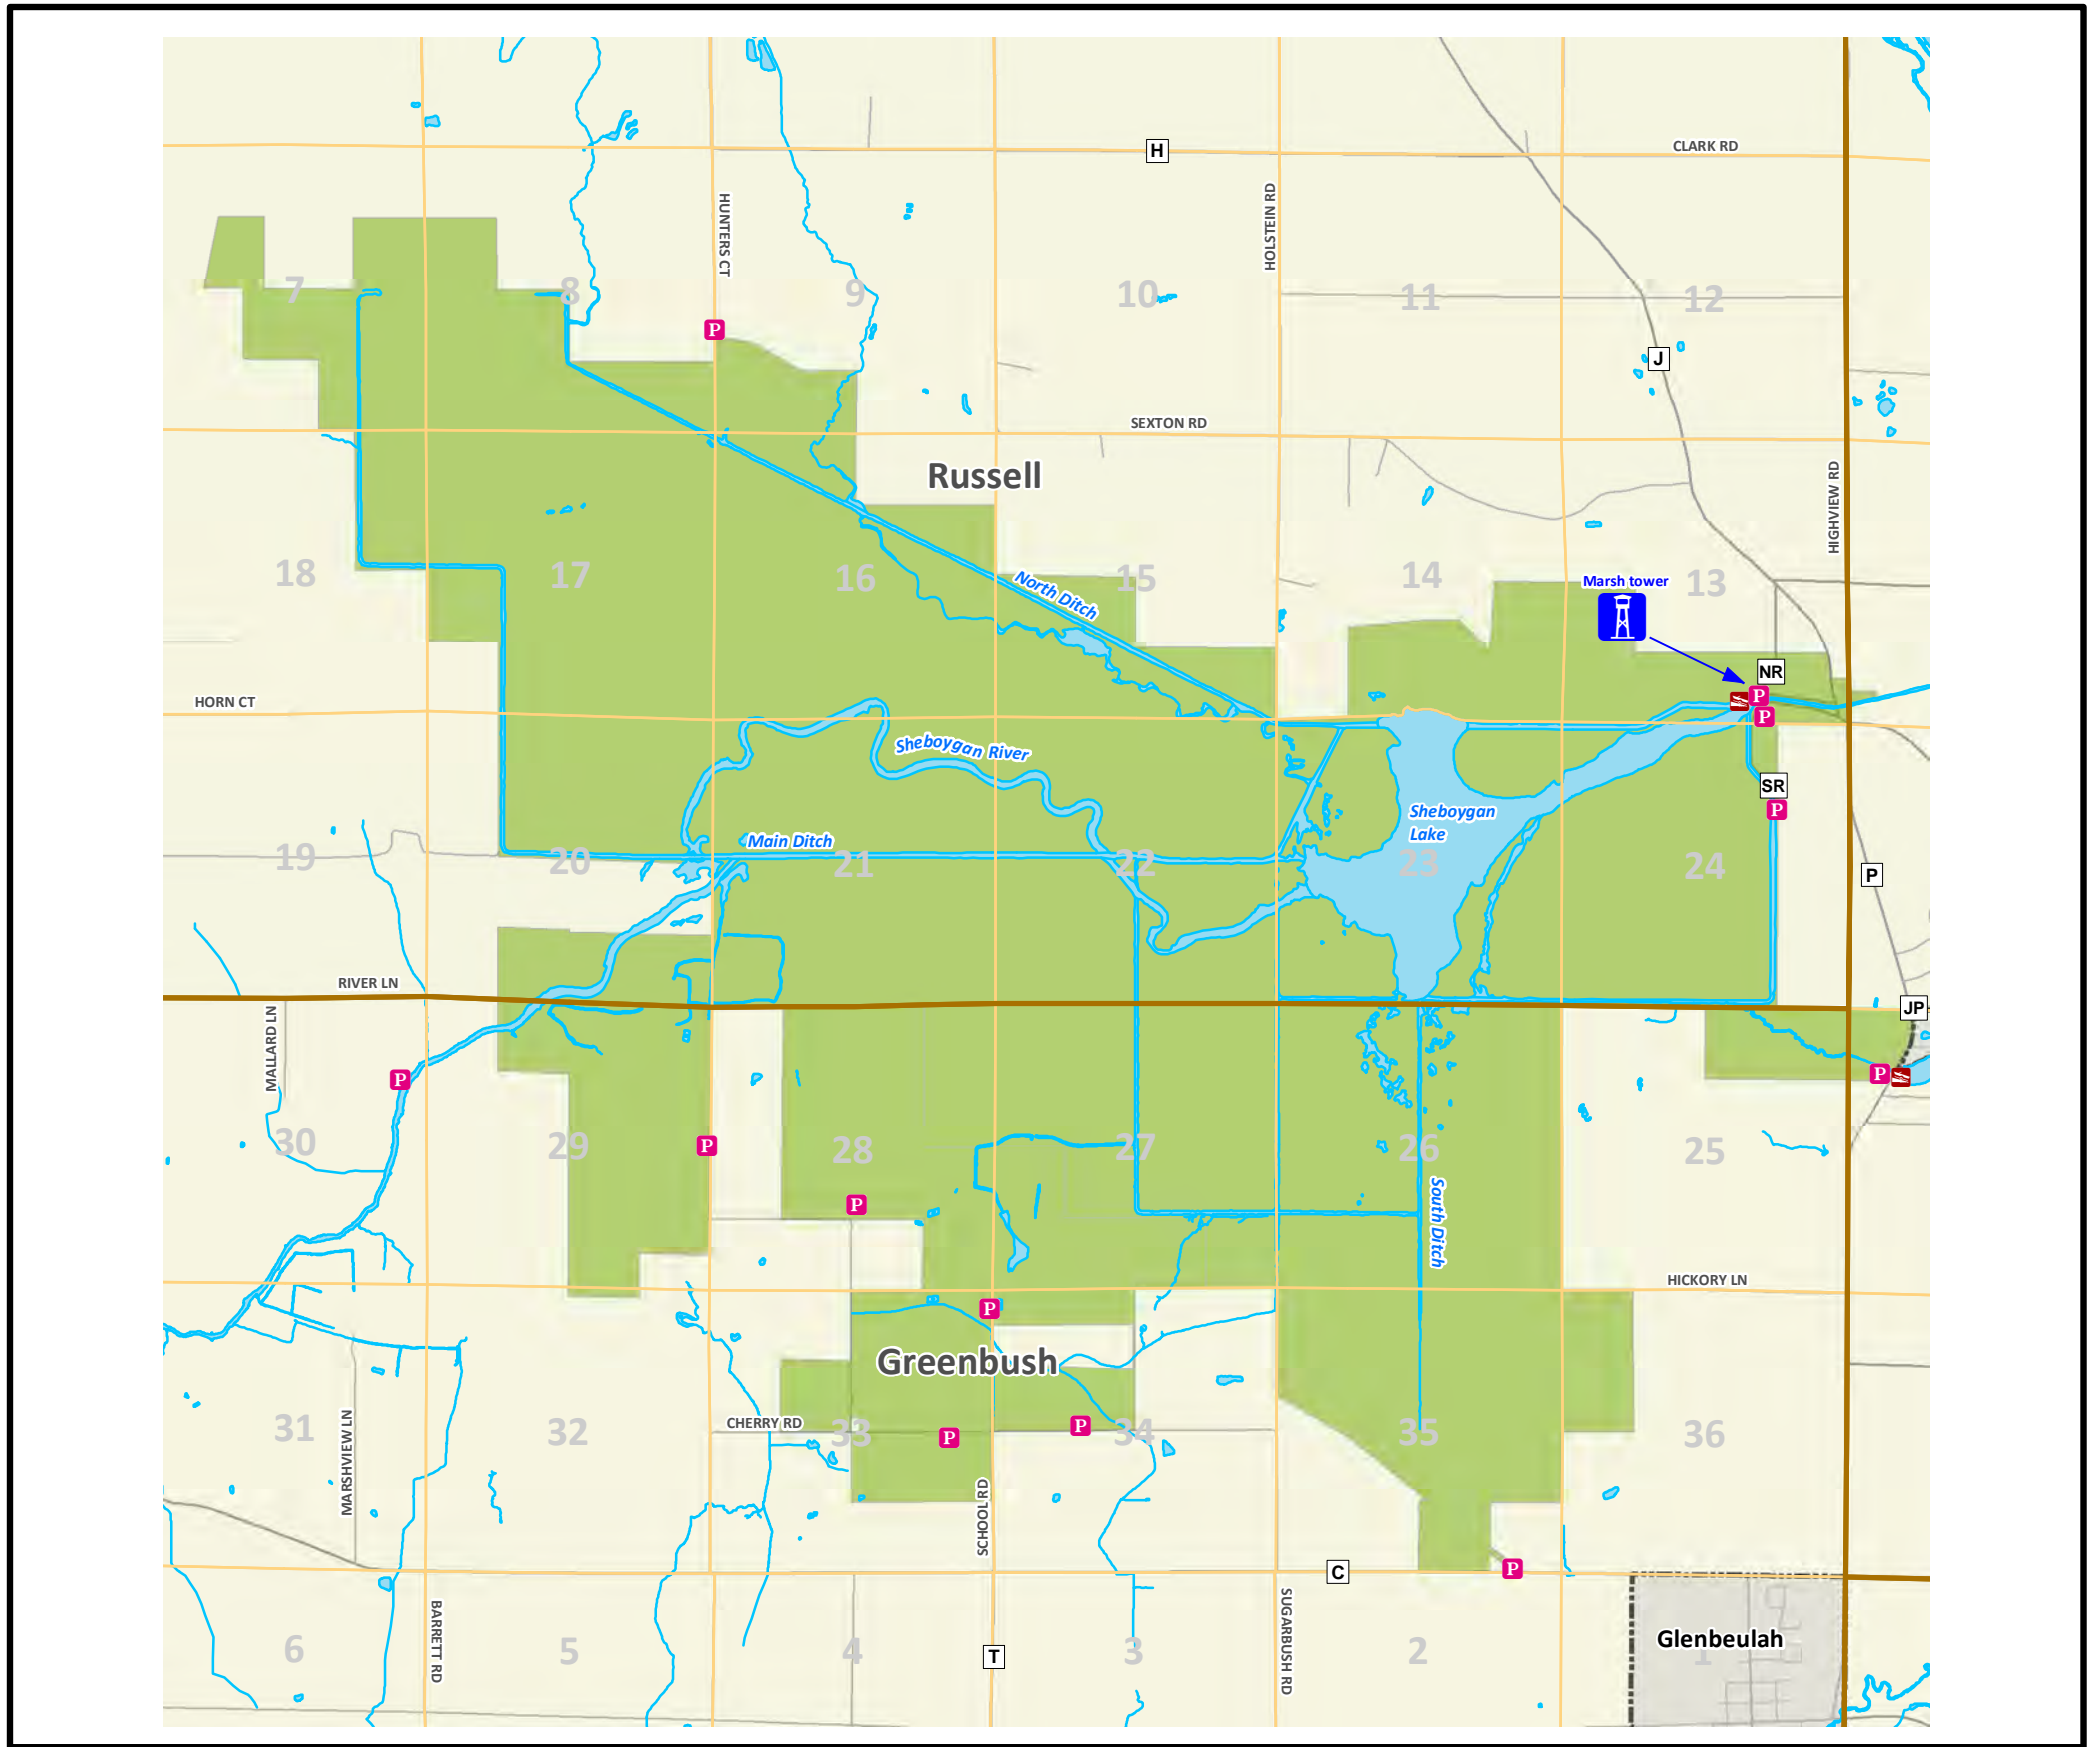 H
CLARK RD
HUNTERS CT
HOLSTEIN RD
7
8
9
10
11
12
P
J
SEXTON RD
Russell
HIGHVIEW RD
18
17
16
15
14
13
North Ditch
Marsh tower
NR
P
P
HORN CT
Sheboygan River
SR
P
Sheboygan
Lake
Main Ditch
19
20
21
22
23
24
P
RIVER LN
MALLARD LN
JP
P
P
30
29
P
28
27
26
25
P
South Ditch
HICKORY LN
P
Greenbush
CHERRY RD
31
32
33
34
35
36
P
P
MARSHVIEW LN
SCHOOL RD
C
P
BARRETT RD
SUGARBUSH RD
Glenbeulah
6
5
4
T
3
2
1